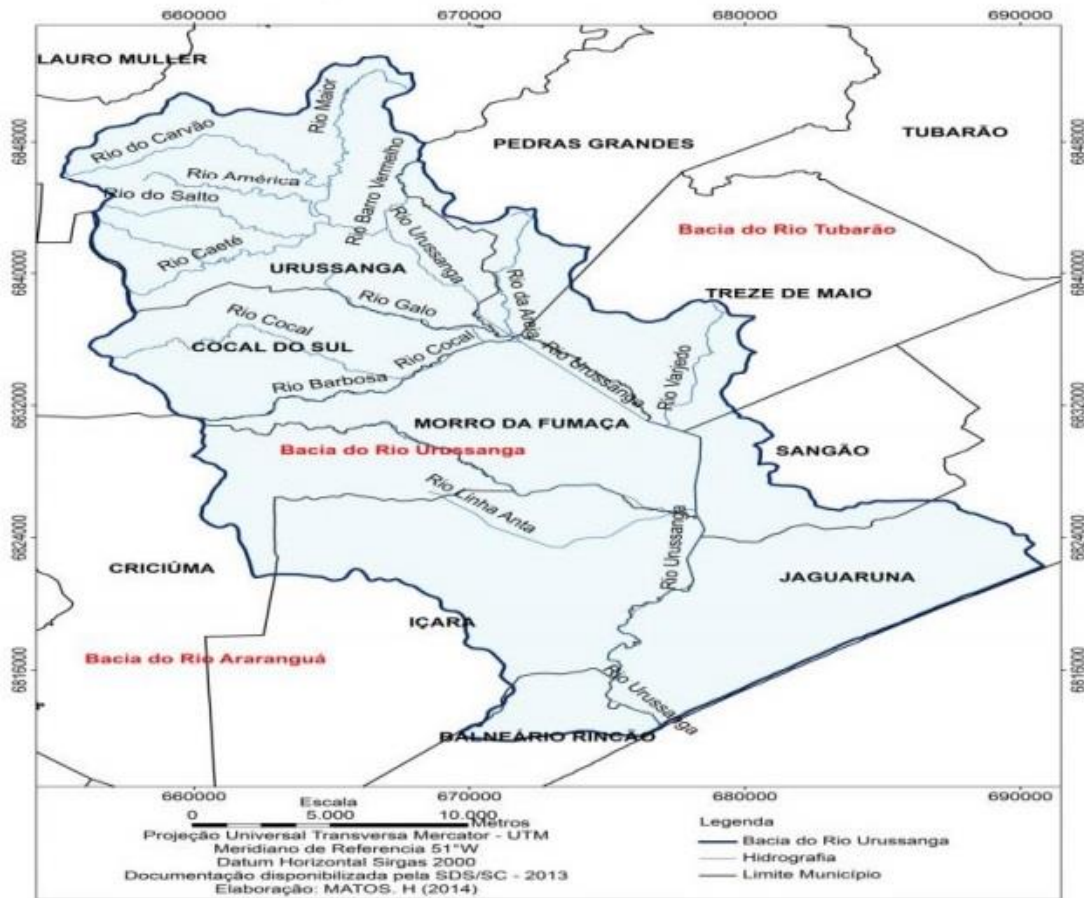 660000 670000 680000 690000
LAURO MULLER
Rio Maior
Rio do Carvão
6848000 6848000
TUBARÃO
PEDRAS GRANDES
Rio Barro Vermelho
Rio América
Rio do Salto
Rio Urussanga
Bacia do Rio Tubarão
Rio Caeté
URUSSANGA
6840000 6840000
Rio da Areia
TREZE DE MAIO
Rio Galo
Rio Cocal
COCAL DO SUL
Rio Cocal
Rio Urussanga
Rio Varjedo
Rio Barbosa
6832000 6832000
MORRO DA FUMAÇA
Bacia do Rio Urussanga
SANGÃO
Rio Linha Anta
6824000 6824000
Rio Urussanga
CRICIÚMA
JAGUARUNA
IÇARA
Bacia do Rio Araranguá
6816000 6816000
Rio Urussanga
BALNEÁRIO RINCÃO
660000 670000 680000 690000
Escala
0 5.000 10.000
Metros
Projeção Universal Transversa Mercator - UTM
Meridiano de Referencia 51°W
Datum Horizontal Sirgas 2000
Documentação disponibilizada pela SDS/SC - 2013
Elaboração: MATOS. H (2014)
Legenda
Bacia do Rio Urussanga
Hidrografia
Limite Município